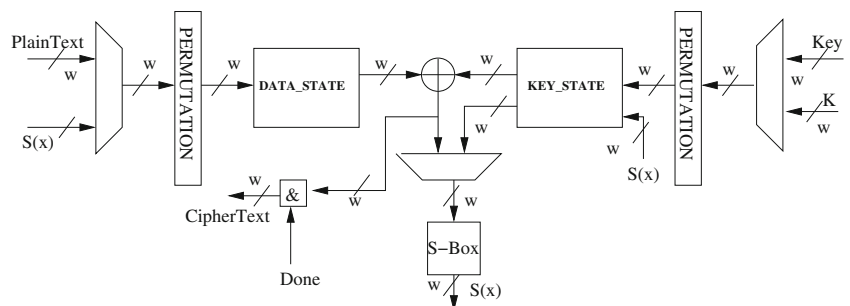 PlainText
w
S(x)
w
PERMUTATION
w
DATA_STATE
w
w
KEY_STATE
w
PERMUTATION
w
Key
w
K
w
w
w
S(x)
w
&
w
CipherText
Done
w
S-Box
w
S(x)